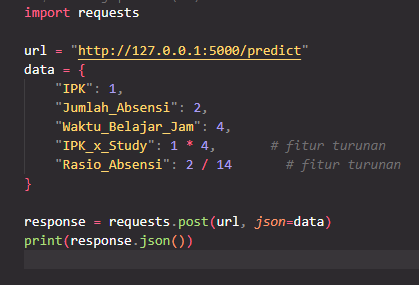 import requests
url = "http://127.0.0.1:5000/predict"
data = {
"IPK": 1,
"Jumlah_Absensi": 2,
"Waktu_Belajar_Jam": 4,
"IPK_x_Study": 1 * 4, # fitur turunan
"Rasio_Absensi": 2 / 14 # fitur turunan
}
response = requests.post(url, json=data)
print(response.json())